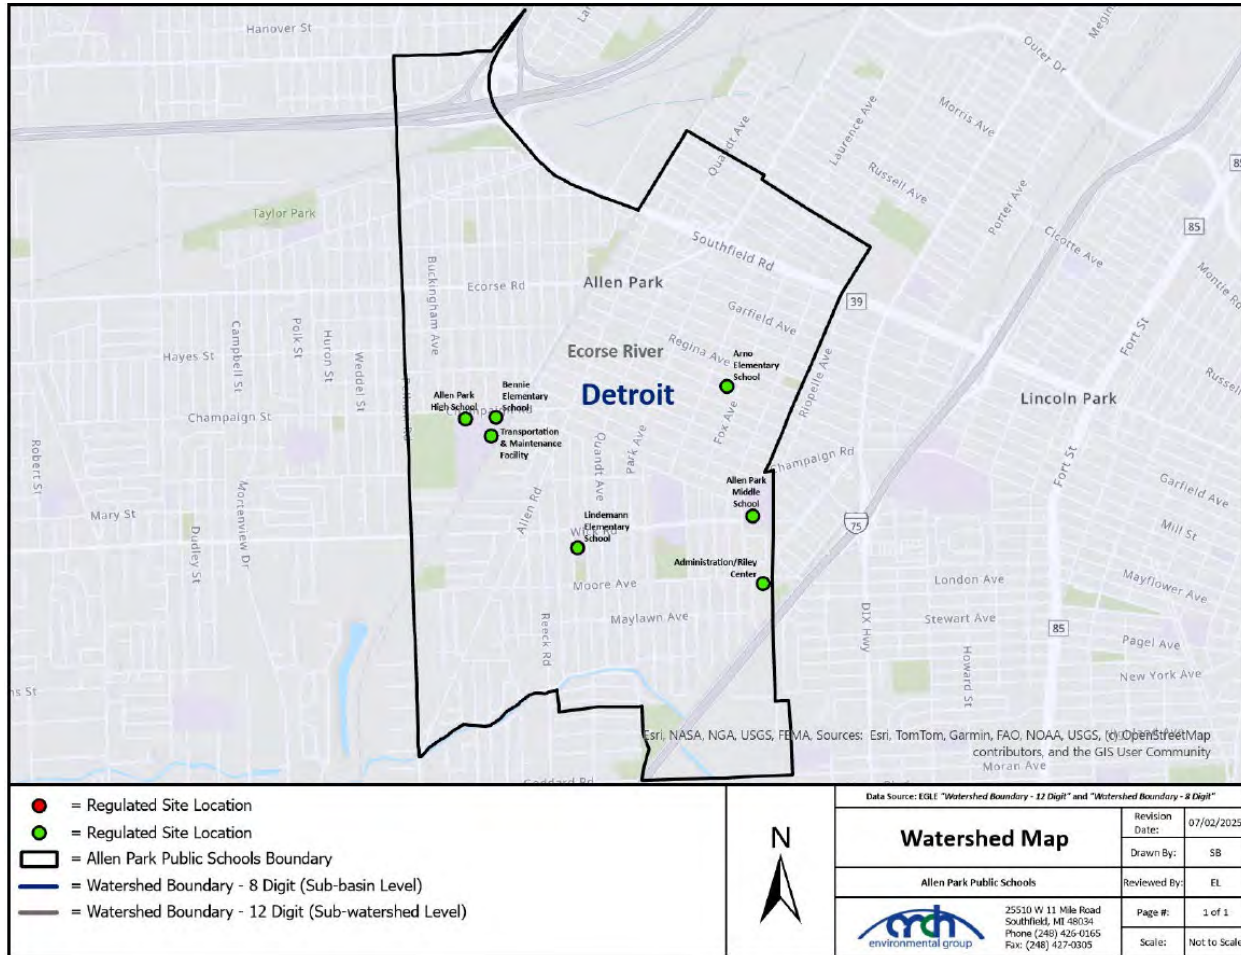 Hanover St
Outer Dr
Morris Ave
Laurence Ave
Quandt Ave
Russell Ave
Porter Ave
Cicotte Ave
85
Taylor Park
Southfield Rd
Montie Rd
Buckingham Ave
Ecorse Rd
Allen Park
39
Garfield Ave
Fort St
Campbell St
Polk St
Huron St
Hayes St
Weddel St
Ecorse River
Regina Ave
Arno
Elementary
School
Riopelle Ave
Russell
Detroit
Lincoln Park
Allen Park
High School
Bennie
Elementary
School
Champaign St
Transportation
& Maintenance
Facility
Fox Ave
Quandt Ave
Park Ave
Champaign Rd
Fort St
Robert St
Mortenview Dr
Allen Rd
Allen Park
Middle
School
Garfield Ave
Mary St
Dudley St
Lindemann
Elementary
School
75
Mill St
Administration/Riley
Center
Moore Ave
London Ave
Mayflower Ave
Reeck Rd
Maylawn Ave
DIX Hwy
Stewart Ave
85
Pagel Ave
Howard St
New York Ave
ns St
Esri, NASA, NGA, USGS, FEMA, Sources: Esri, TomTom, Garmin, FAO, NOAA, USGS, (c) OpenStreetMap
contributors, and the GIS User Community
Moran Ave
Goddard Rd
= Regulated Site Location
= Regulated Site Location
= Allen Park Public Schools Boundary
= Watershed Boundary - 8 Digit (Sub-basin Level)
= Watershed Boundary - 12 Digit (Sub-watershed Level)
N
Data Source: EGLE "Watershed Boundary - 12 Digit" and "Watershed Boundary - 8 Digit"
Watershed Map
Revision Date: 07/02/2025
Drawn By: SB
Allen Park Public Schools
Reviewed By: EL
arch
environmental group
25510 W 11 Mile Road
Southfield, MI 48034
Phone (248) 426-0165
Fax: (248) 427-0305
Page #: 1 of 1
Scale: Not to Scale